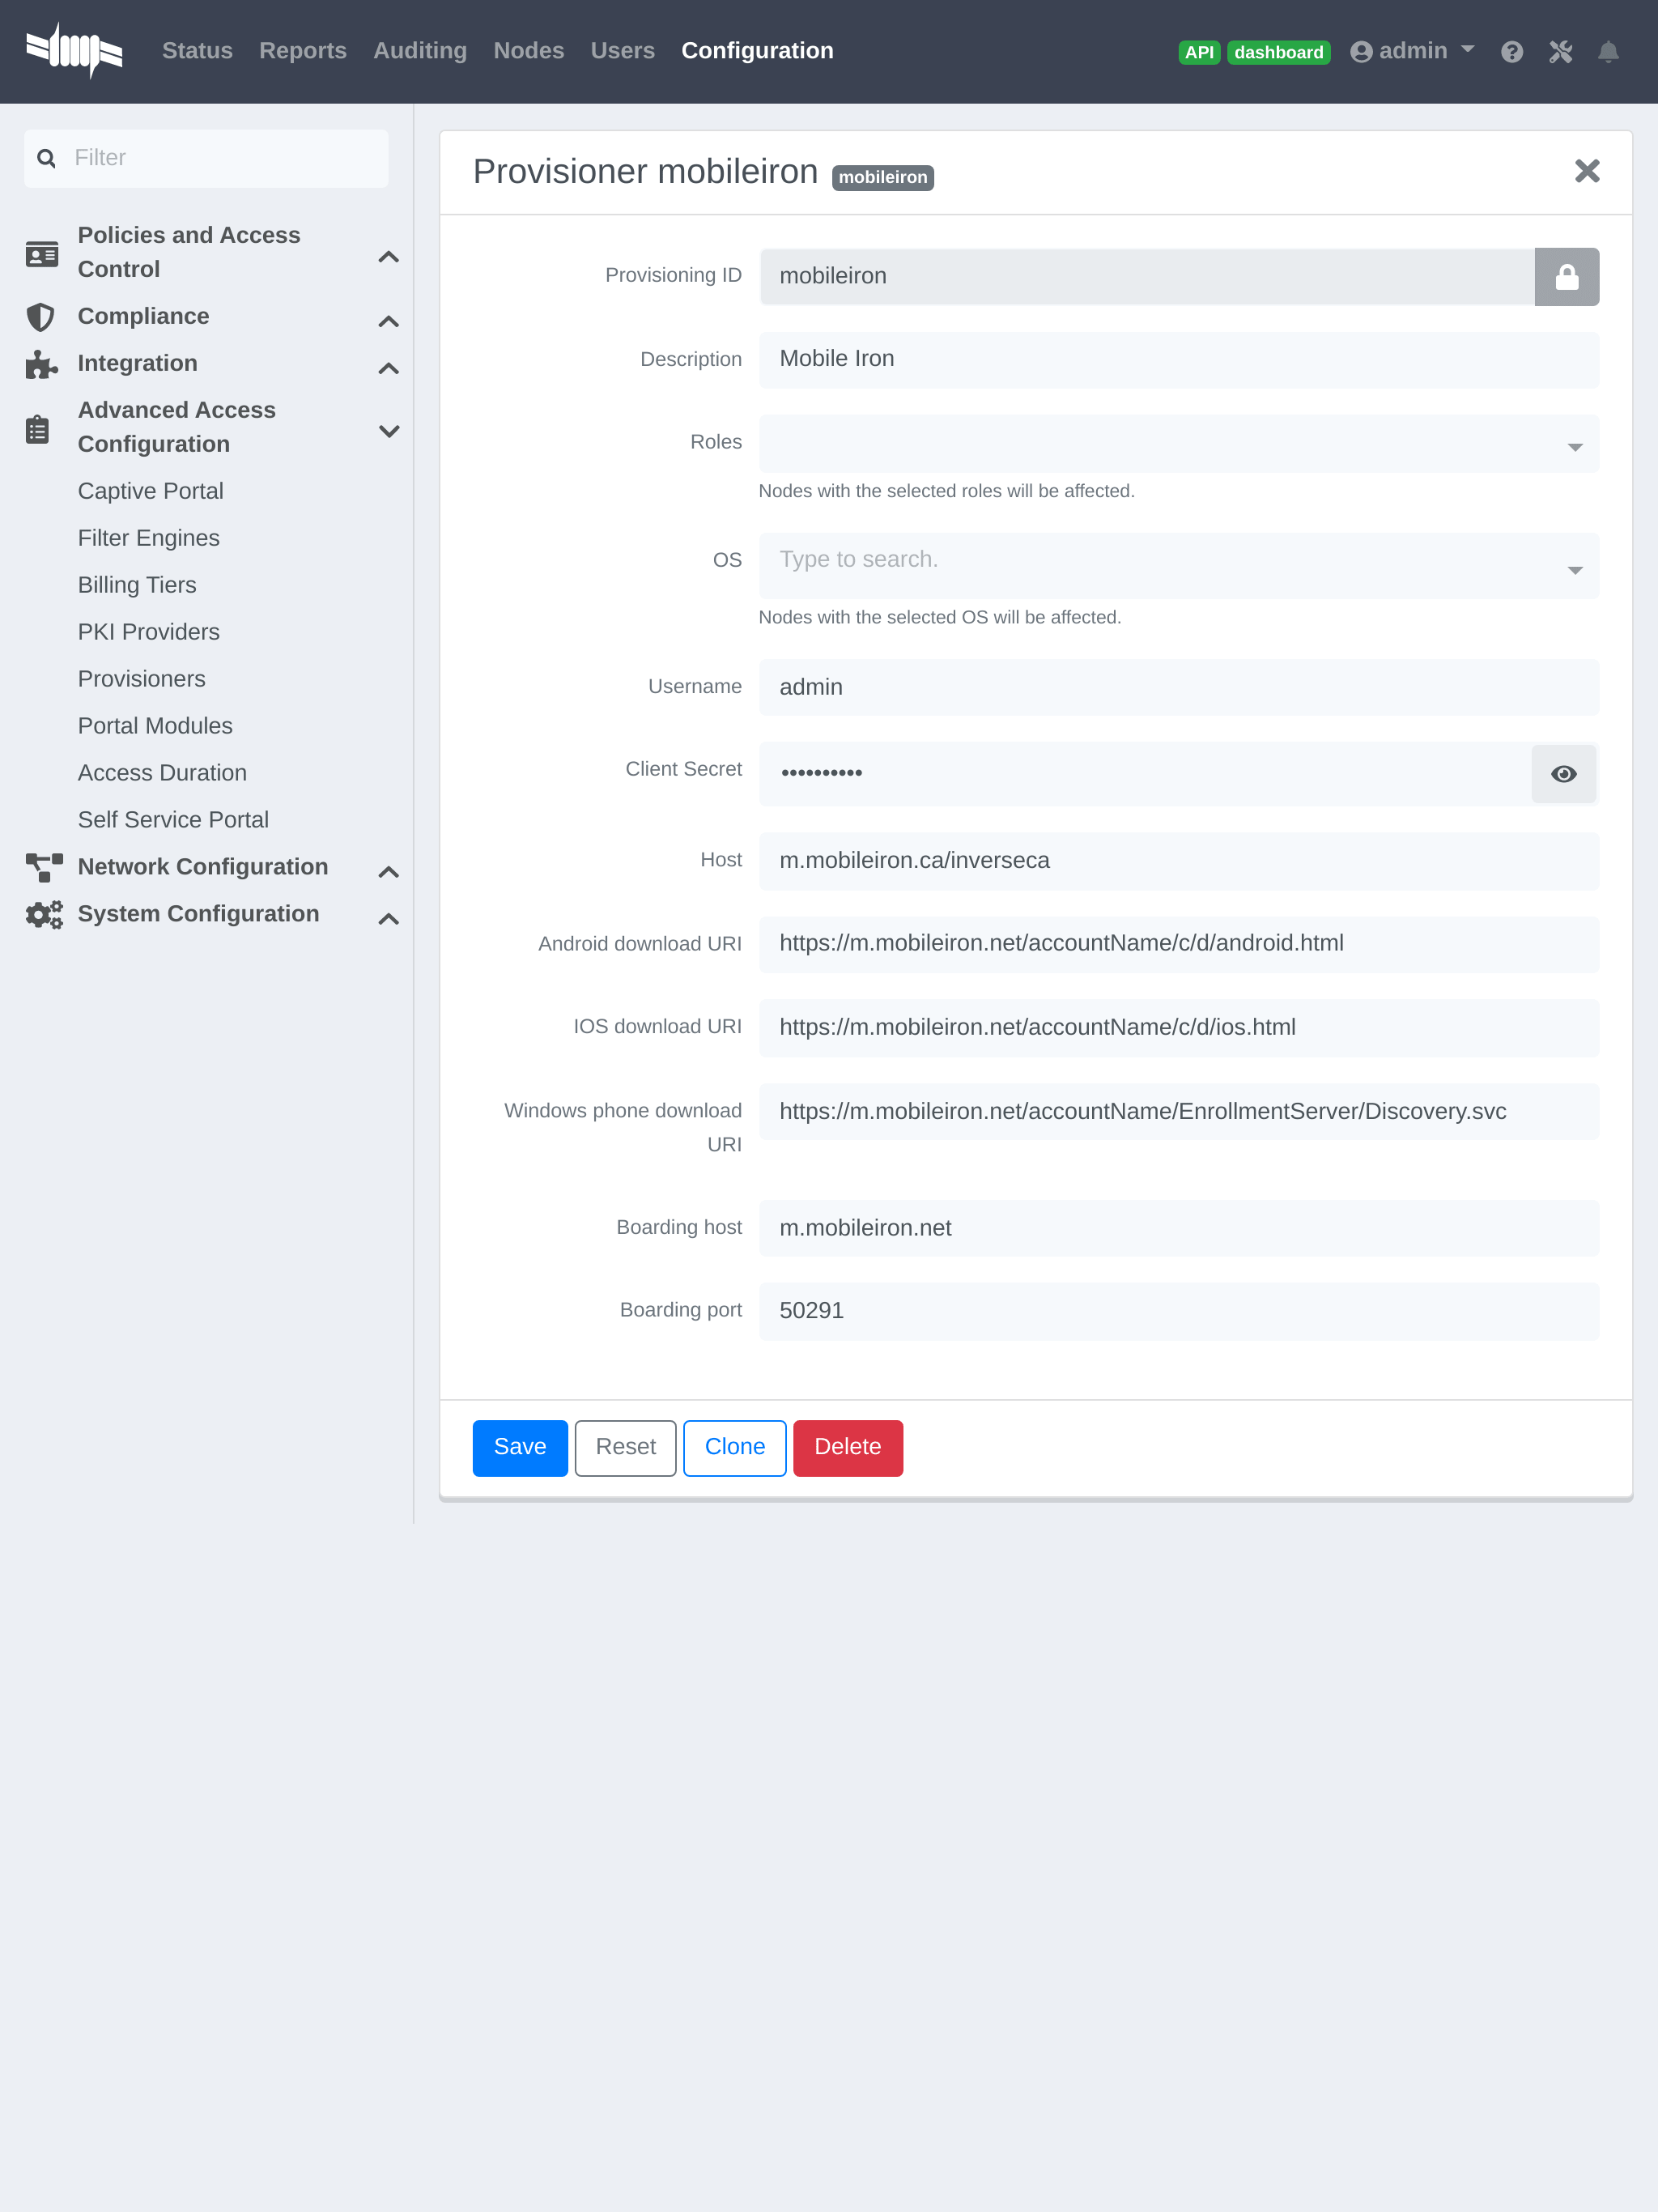 Status Reports Auditing Nodes Users Configuration API dashboard admin
Filter
Policies and Access
Control
Compliance
Integration
Advanced Access
Configuration
Captive Portal
Filter Engines
Billing Tiers
PKI Providers
Provisioners
Portal Modules
Access Duration
Self Service Portal
Network Configuration
System Configuration
Provisioner mobileiron mobileiron
Provisioning ID mobileiron
Description Mobile Iron
Roles
Nodes with the selected roles will be affected.
OS Type to search.
Nodes with the selected OS will be affected.
Username admin
Client Secret ••••••••••
Host m.mobileiron.ca/inverseca
Android download URI https://m.mobileiron.net/accountName/c/d/android.html
IOS download URI https://m.mobileiron.net/accountName/c/d/ios.html
Windows phone download https://m.mobileiron.net/accountName/EnrollmentServer/Discovery.svc
URI
Boarding host m.mobileiron.net
Boarding port 50291
Save Reset Clone Delete